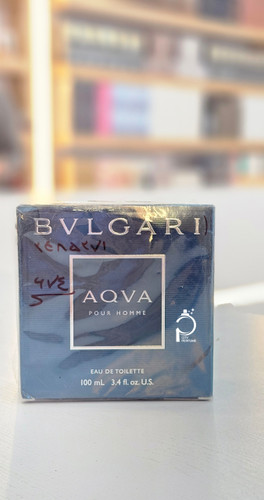 BVLGARI
AQVA
POUR HOMME
EAU DE TOILETTE
100 mL 3.4 fl. oz. U.S.